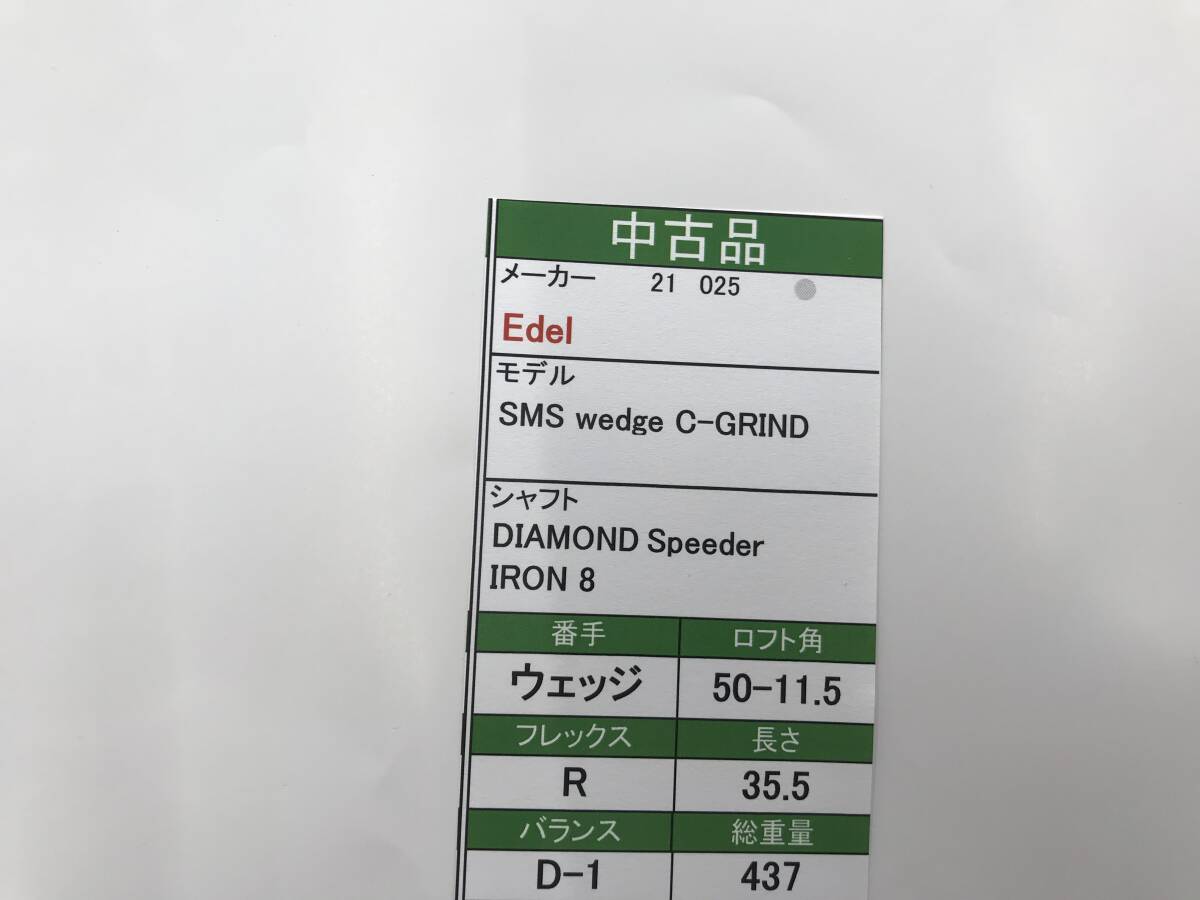 中古品
メーカー 21 025
Edel
モデル
SMS wedge C-GRIND
シャフト
DIAMOND Speeder
IRON 8
番手 ロフト角
ウェッジ 50-11.5
フレックス 長さ
R 35.5
バランス 総重量
D-1 437